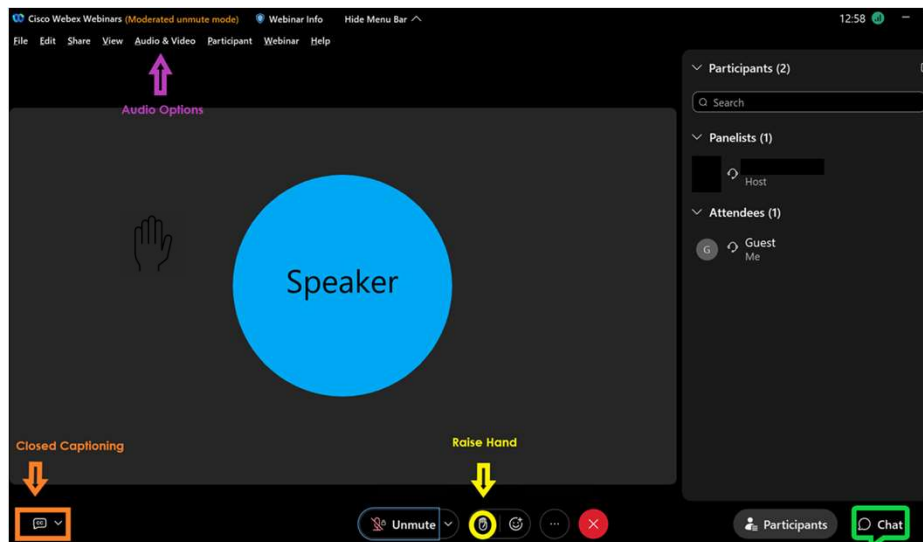 Cisco Webex Webinars (Moderated unmute mode) Webinar Info Hide Menu Bar 12:58
File Edit Share View Audio & Video Participant Webinar Help
Audio Options
Participants (2)
Search
Panelists (1)
Host
Attendees (1)
G Guest
Me
Speaker
Closed Captioning
Raise Hand
CC
Unmute
Participants
Chat